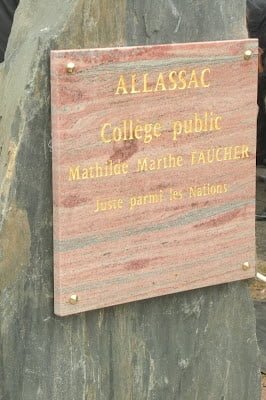 ALLASSAC
Collège public
Mathilde Marthe FAUCHER
Juste parmi les Nations